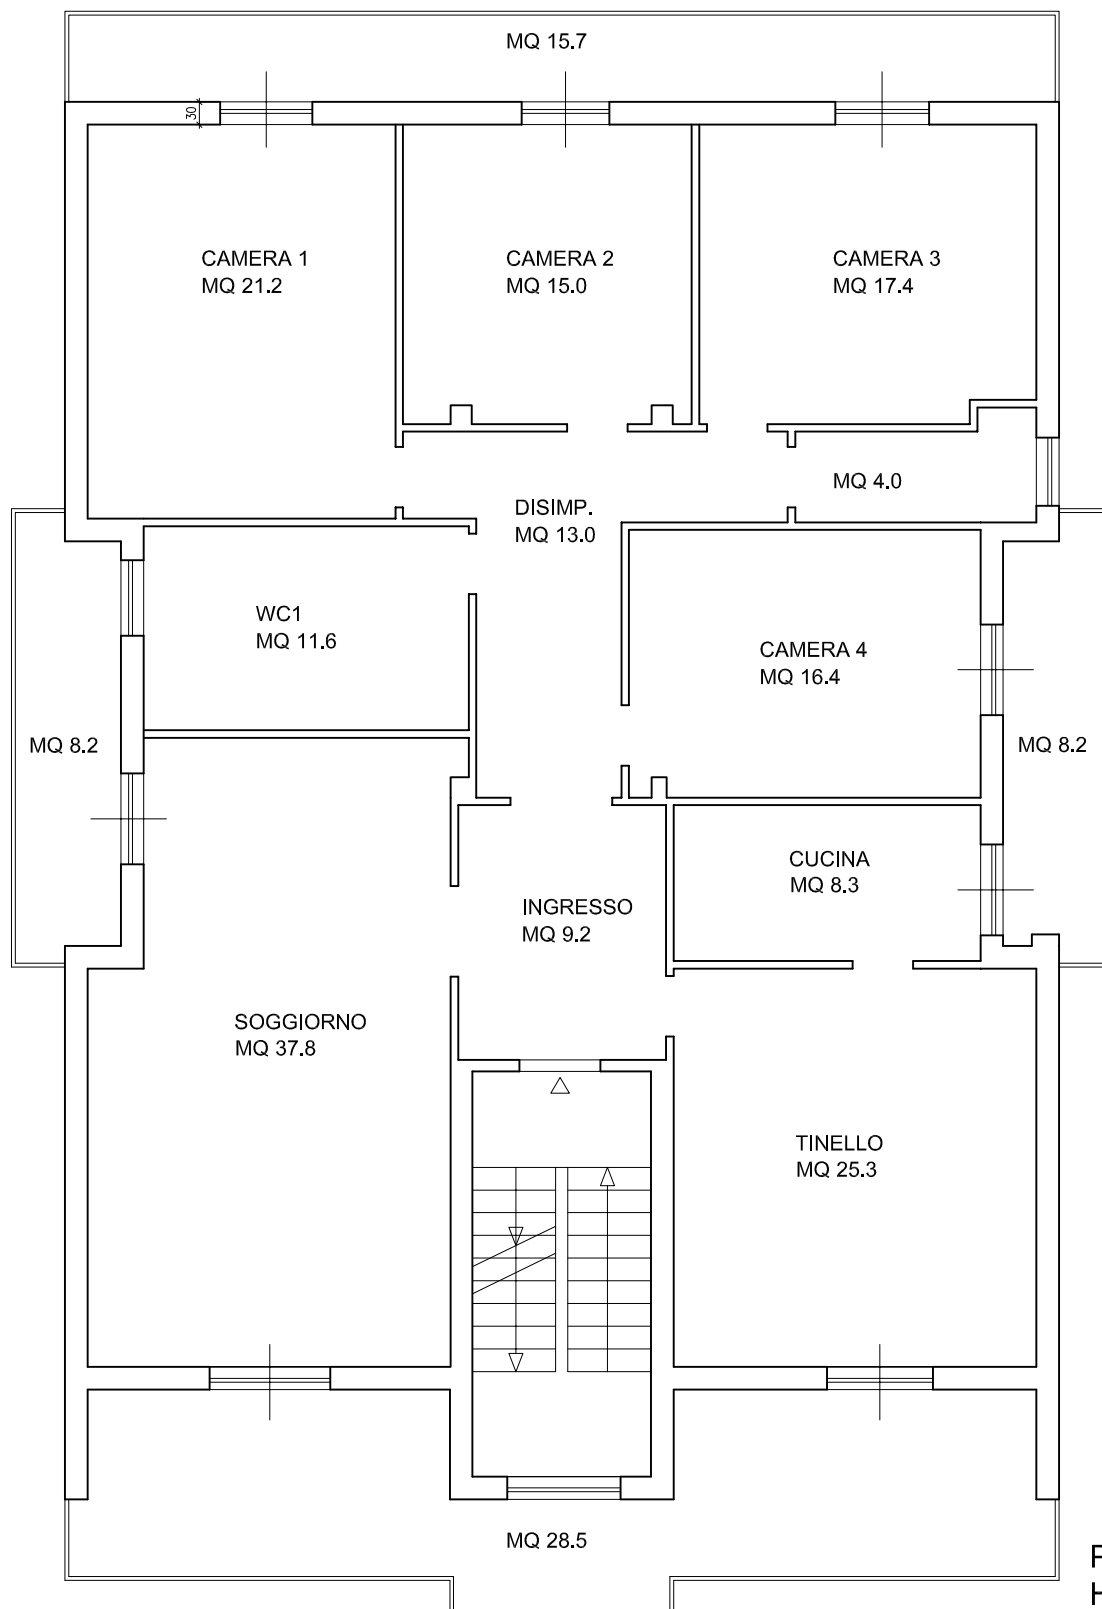 MQ 15.7
30
CAMERA 1
MQ 21.2
CAMERA 2
MQ 15.0
CAMERA 3
MQ 17.4
MQ 4.0
DISIMP.
MQ 13.0
WC1
MQ 11.6
CAMERA 4
MQ 16.4
MQ 8.2
MQ 8.2
CUCINA
MQ 8.3
INGRESSO
MQ 9.2
SOGGIORNO
MQ 37.8
TINELLO
MQ 25.3
MQ 28.5